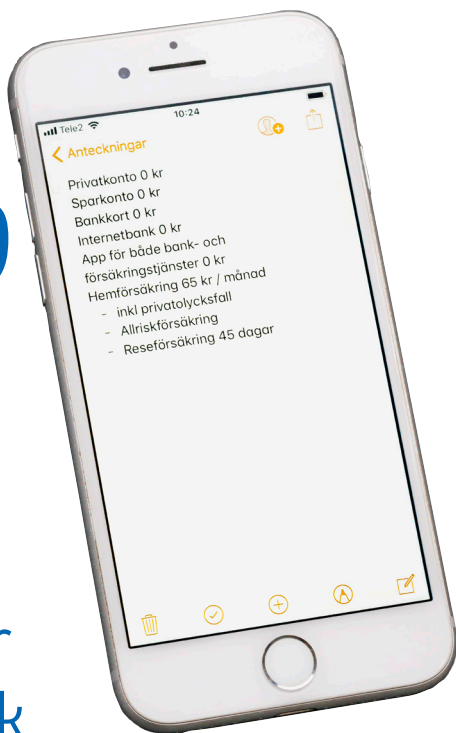 Tele2
10:24
Anteckningar
Privatkonto 0 kr
Sparkonto 0 kr
Bankkort 0 kr
Internetbank 0 kr
App för både bank- och
försäkringstjänster 0 kr
Hemförsäkring 65 kr / månad
- inkl privatolycksfall
- Allriskförsäkring
- Reseförsäkring 45 dagar
k